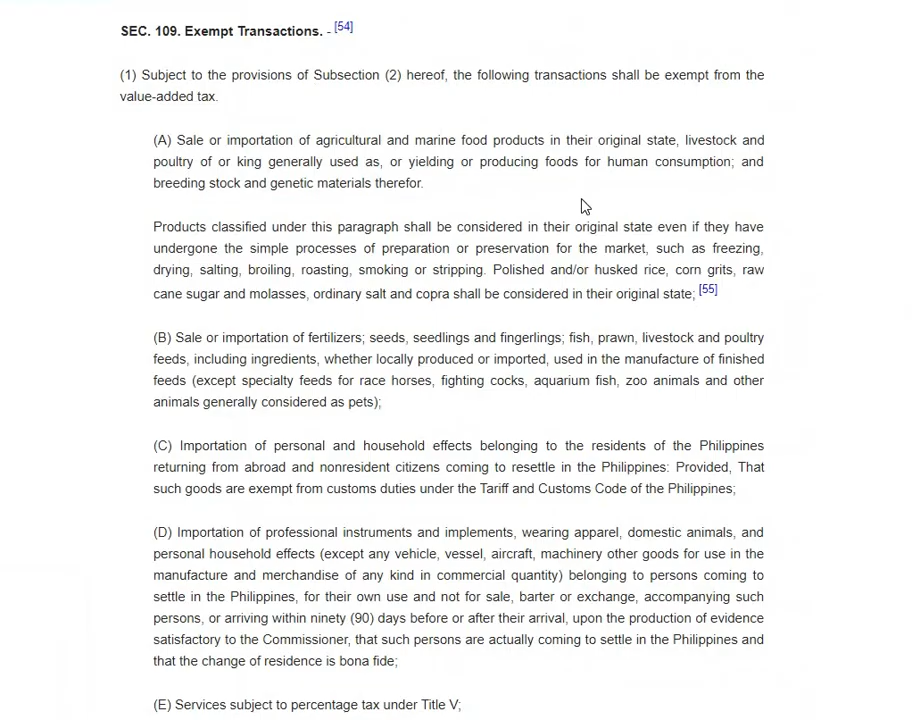 SEC. 109. Exempt Transactions. - [54]
(1) Subject to the provisions of Subsection (2) hereof, the following transactions shall be exempt from the
value-added tax.
(A) Sale or importation of agricultural and marine food products in their original state, livestock and
poultry of or king generally used as, or yielding or producing foods for human consumption; and
breeding stock and genetic materials therefor.
Products classified under this paragraph shall be considered in their original state even if they have
undergone the simple processes of preparation or preservation for the market, such as freezing,
drying, salting, broiling, roasting, smoking or stripping. Polished and/or husked rice, corn grits, raw
cane sugar and molasses, ordinary salt and copra shall be considered in their original state; [55]
(B) Sale or importation of fertilizers; seeds, seedlings and fingerlings; fish, prawn, livestock and poultry
feeds, including ingredients, whether locally produced or imported, used in the manufacture of finished
feeds (except specialty feeds for race horses, fighting cocks, aquarium fish, zoo animals and other
animals generally considered as pets);
(C) Importation of personal and household effects belonging to the residents of the Philippines
returning from abroad and nonresident citizens coming to resettle in the Philippines: Provided, That
such goods are exempt from customs duties under the Tariff and Customs Code of the Philippines;
(D) Importation of professional instruments and implements, wearing apparel, domestic animals, and
personal household effects (except any vehicle, vessel, aircraft, machinery other goods for use in the
manufacture and merchandise of any kind in commercial quantity) belonging to persons coming to
settle in the Philippines, for their own use and not for sale, barter or exchange, accompanying such
persons, or arriving within ninety (90) days before or after their arrival, upon the production of evidence
satisfactory to the Commissioner, that such persons are actually coming to settle in the Philippines and
that the change of residence is bona fide;
(E) Services subject to percentage tax under Title V;